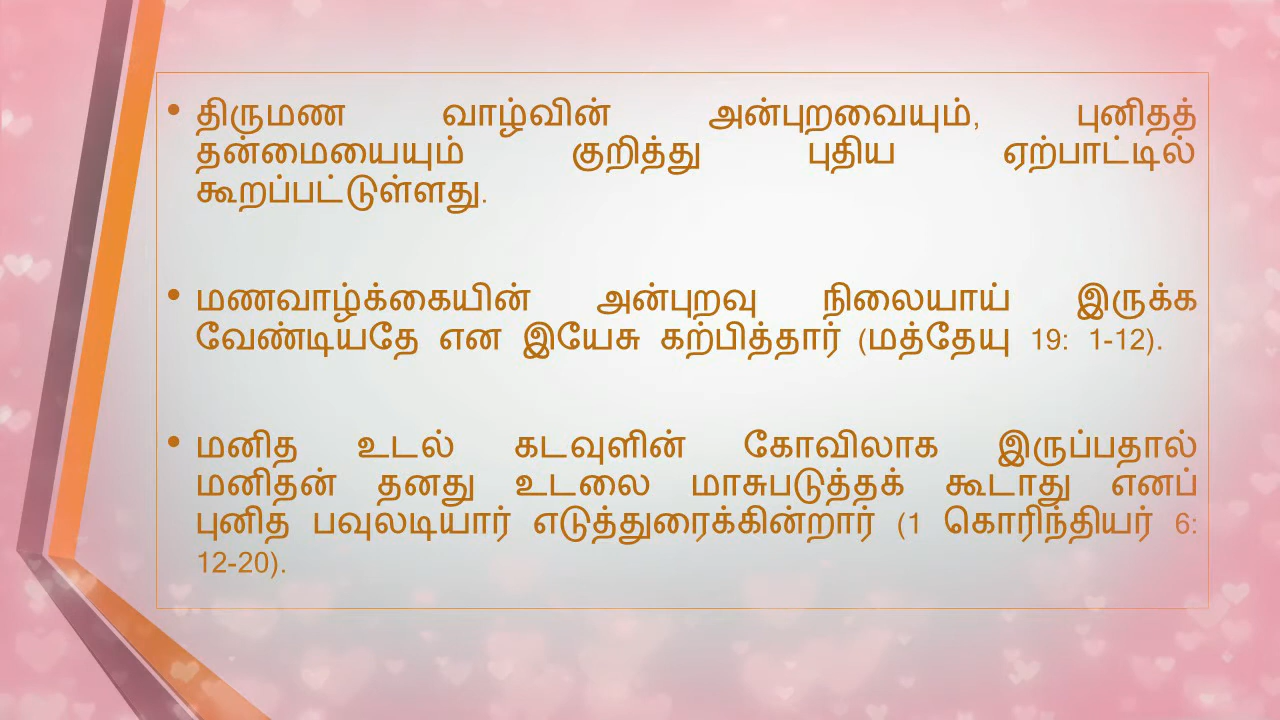 • திருமண வாழ்வின் அன்புறவையும், புனிதத்
தன்மையையும் குறித்து புதிய ஏற்பாட்டில்
கூறப்பட்டுள்ளது.
• மணவாழ்க்கையின் அன்புறவு நிலையாய் இருக்க
வேண்டியதே என இயேசு கற்பித்தார் (மத்தேயு 19: 1-12).
• மனித உடல் கடவுளின் கோவிலாக இருப்பதால்
மனிதன் தனது உடலை மாசுபடுத்தக் கூடாது எனப்
புனித பவுலடியார் எடுத்துரைக்கின்றார் (1 கொரிந்தியர் 6:
12-20).